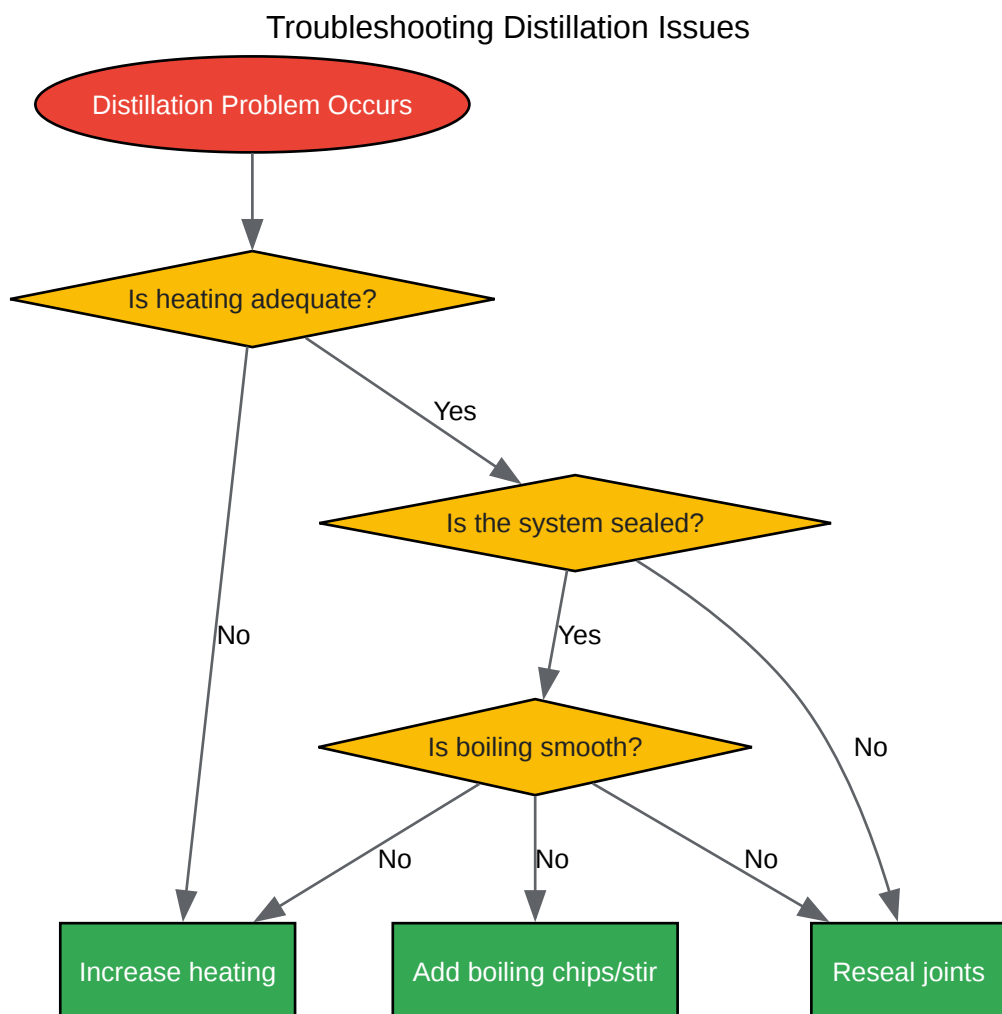 Troubleshooting Distillation Issues
Distillation Problem Occurs
Is heating adequate?
Yes
Is the system sealed?
No
Yes
Is boiling smooth?
No
No
No
No
Increase heating
Add boiling chips/stir
Reseal joints